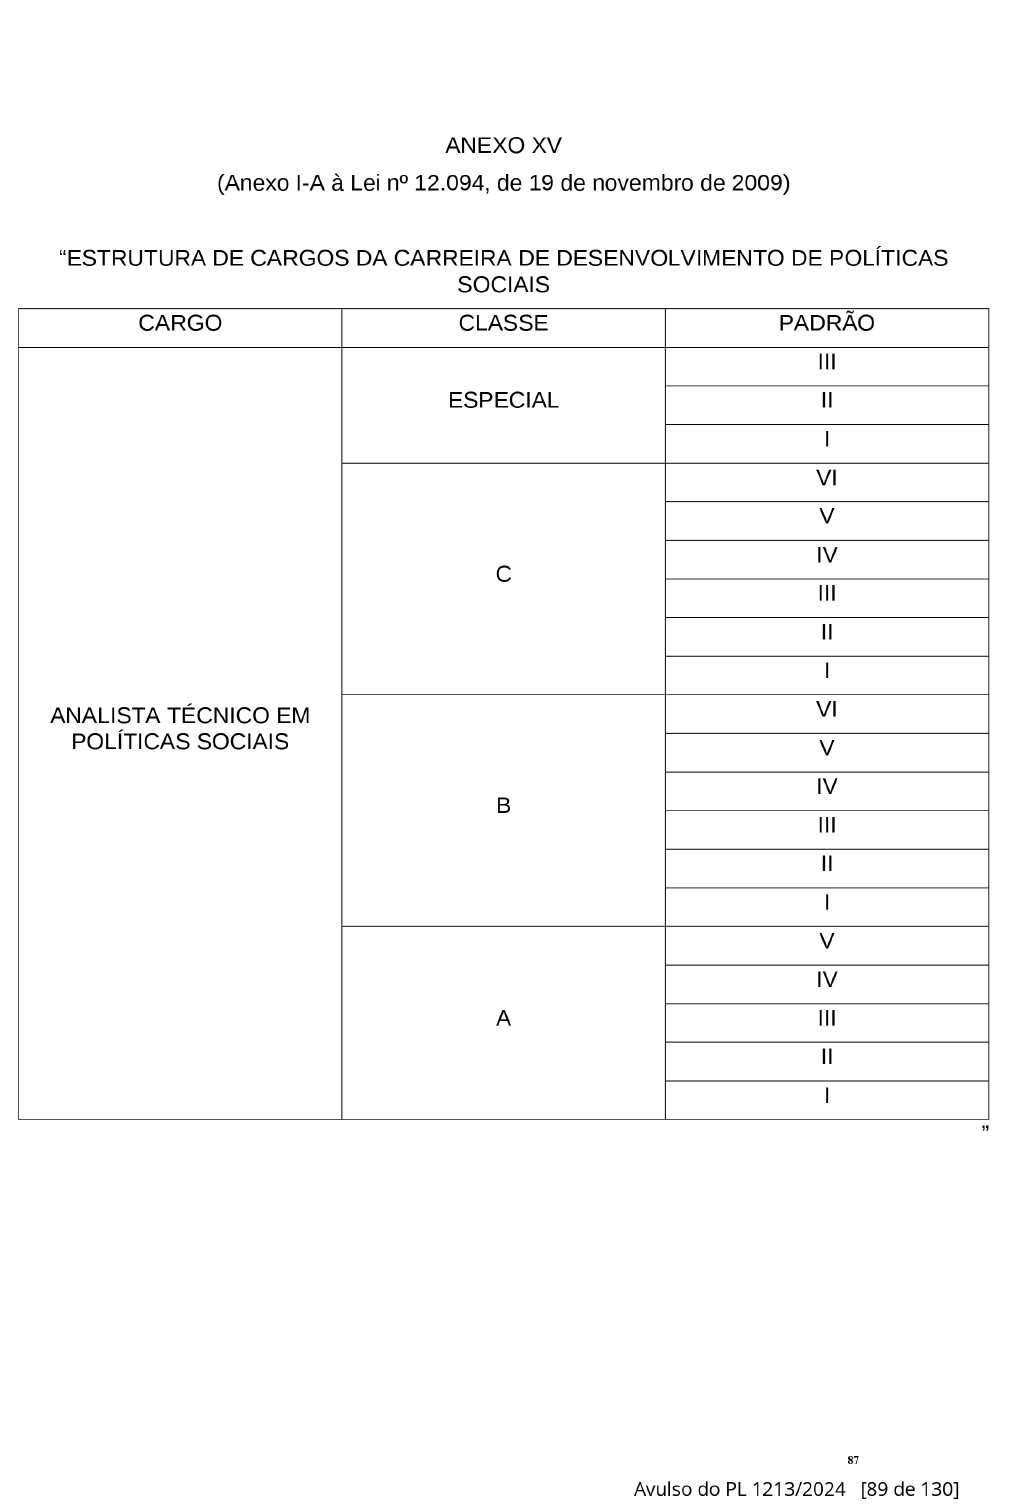 ANEXO XV
(Anexo I-A à Lei nº 12.094, de 19 de novembro de 2009)
“ESTRUTURA DE CARGOS DA CARREIRA DE DESENVOLVIMENTO DE POLÍTICAS
SOCIAIS
CARGO CLASSE PADRÃO
ANALISTA TÉCNICO EM
POLÍTICAS SOCIAIS
ESPECIAL
III
II
I
C
VI
V
IV
III
II
I
B
VI
V
IV
III
II
I
A
V
IV
III
II
I
”
87
Avulso do PL 1213/2024 [89 de 130]